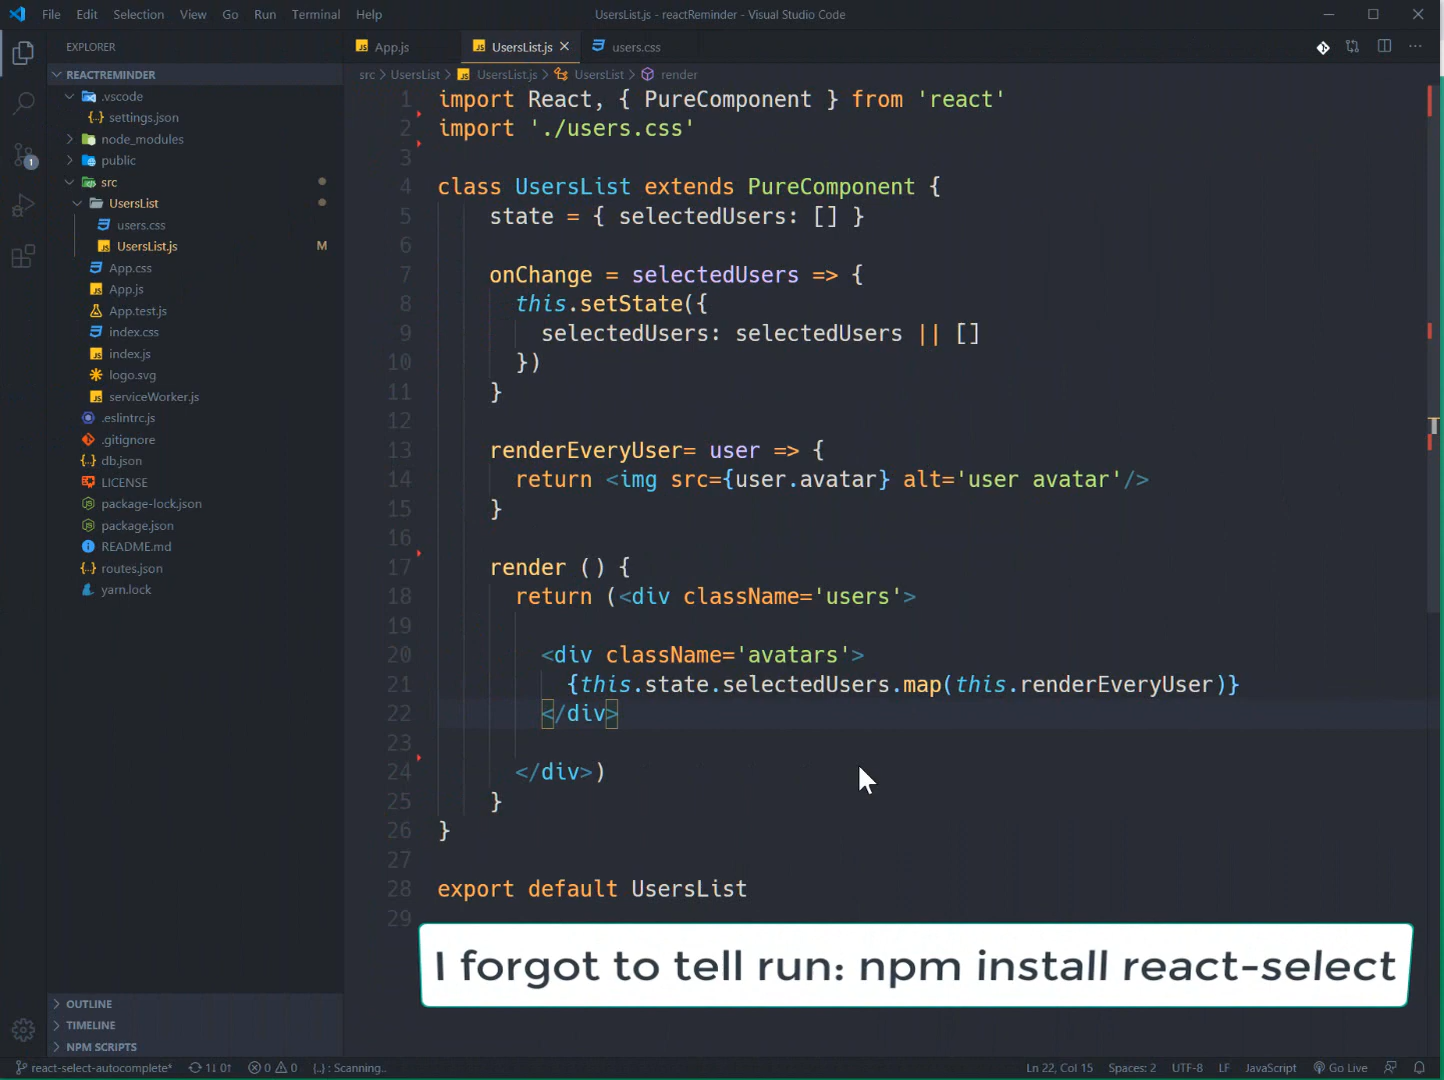 File Edit Selection View Go Run Terminal Help
UsersList.js - reactReminder - Visual Studio Code
EXPLORER
App.js
UsersList.js
users.css
REACTREMINDER
.vscode
settings.json
node_modules
public
src
UsersList
users.css
UsersList.js M
App.css
App.js
App.test.js
index.css
index.js
logo.svg
serviceWorker.js
.eslintrc.js
.gitignore
db.json
LICENSE
package-lock.json
package.json
README.md
routes.json
yarn.lock
OUTLINE
TIMELINE
NPM SCRIPTS
1
src > UsersList > UsersList.js > UsersList > render
1 import React, { PureComponent } from 'react'
2 import './users.css'
3
4 class UsersList extends PureComponent {
5 state = { selectedUsers: [] }
6
7 onChange = selectedUsers => {
8 this.setState({
9 selectedUsers: selectedUsers || []
10 })
11 }
12
13 renderEveryUser= user => {
14 return <img src={user.avatar} alt='user avatar'/>
15 }
16
17 render () {
18 return (<div className='users'>
19
20 <div className='avatars'>
21 {this.state.selectedUsers.map(this.renderEveryUser)}
22 </div>
23
24 </div>)
25 }
26 }
27
28 export default UsersList
29
I forgot to tell run: npm install react-select
react-select-autocomplete* 1↓ 0↑ 0 0 {..} : Scanning..
Ln 22, Col 15 Spaces: 2 UTF-8 LF JavaScript Go Live